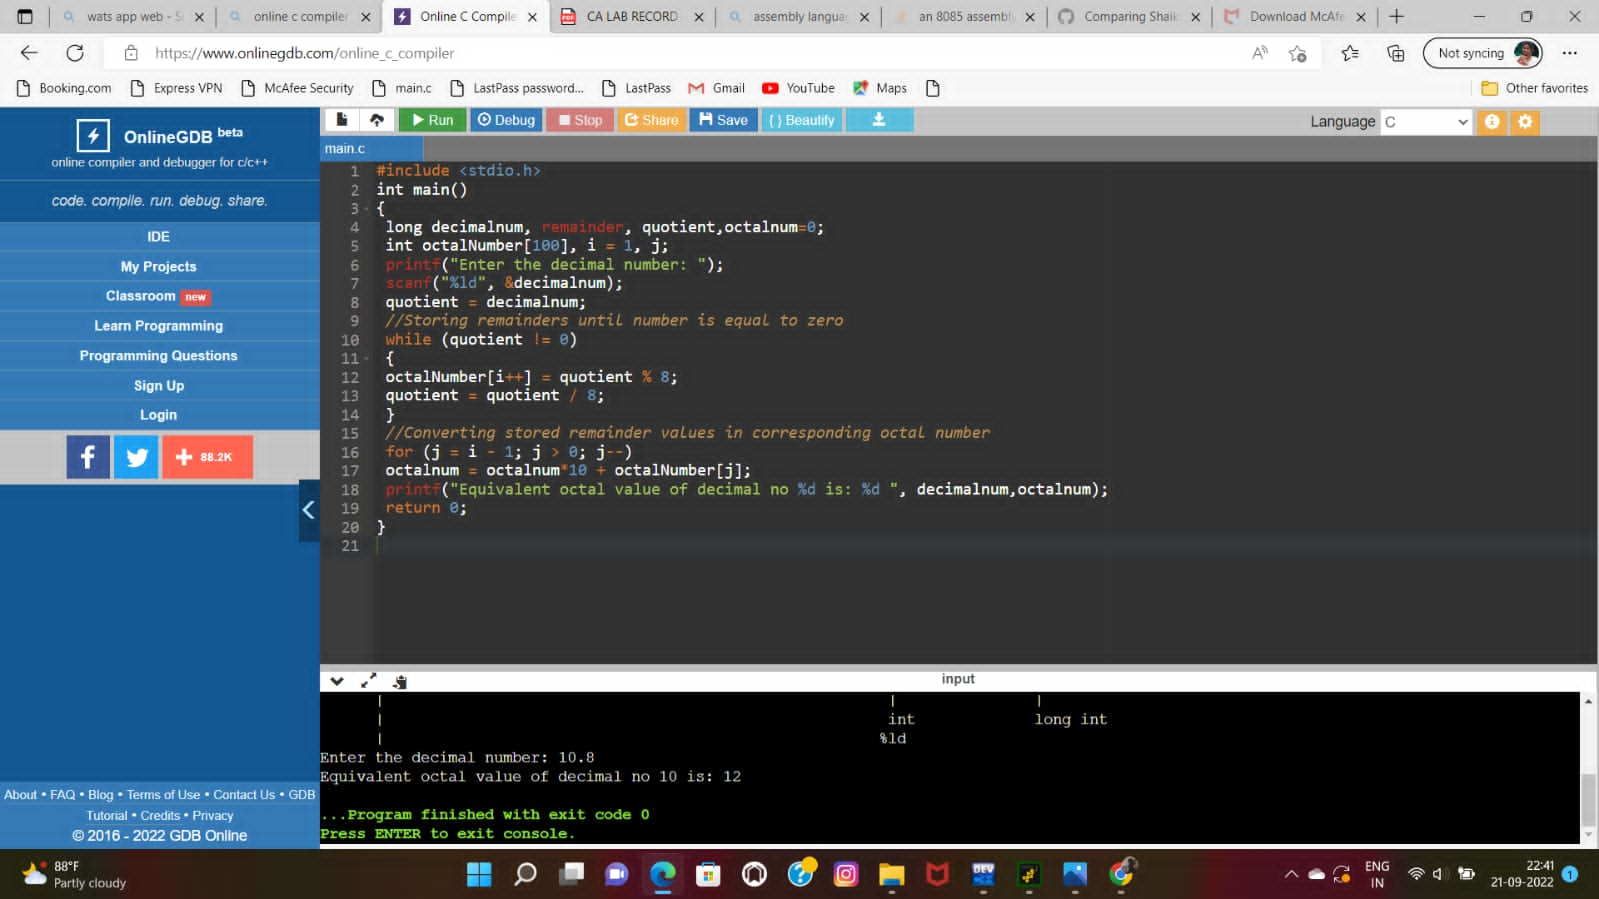 wats app web - S
online c compiler
Online C Compile
CA LAB RECORD
assembly langua
an 8085 assembl
Comparing Shaik
Download McAfe
https://www.onlinegdb.com/online_c_compiler
Not syncing
Booking.com
Express VPN
McAfee Security
main.c
LastPass password...
LastPass
Gmail
YouTube
Maps
Other favorites
OnlineGDB beta
online compiler and debugger for c/c++
code. compile. run. debug. share.
IDE
My Projects
Classroom new
Learn Programming
Programming Questions
Sign Up
Login
+ 88.2K
About • FAQ • Blog • Terms of Use • Contact Us • GDB
Tutorial • Credits • Privacy
© 2016 - 2022 GDB Online
Run
Debug
Stop
Share
Save
{ } Beautify
Language C
main.c
1 #include <stdio.h>
2 int main()
3 {
4 long decimalnum, remainder, quotient,octalnum=0;
5 int octalNumber[100], i = 1, j;
6 printf("Enter the decimal number: ");
7 scanf("%ld", &decimalnum);
8 quotient = decimalnum;
9 //Storing remainders until number is equal to zero
10 while (quotient != 0)
11 {
12 octalNumber[i++] = quotient % 8;
13 quotient = quotient / 8;
14 }
15 //Converting stored remainder values in corresponding octal number
16 for (j = i - 1; j > 0; j--)
17 octalnum = octalnum*10 + octalNumber[j];
18 printf("Equivalent octal value of decimal no %d is: %d ", decimalnum,octalnum);
19 return 0;
20 }
21
input
| | |
| int long int
| %ld
Enter the decimal number: 10.8
Equivalent octal value of decimal no 10 is: 12
...Program finished with exit code 0
Press ENTER to exit console.
88°F
Partly cloudy
DEV
ENG
IN
22:41
21-09-2022
1